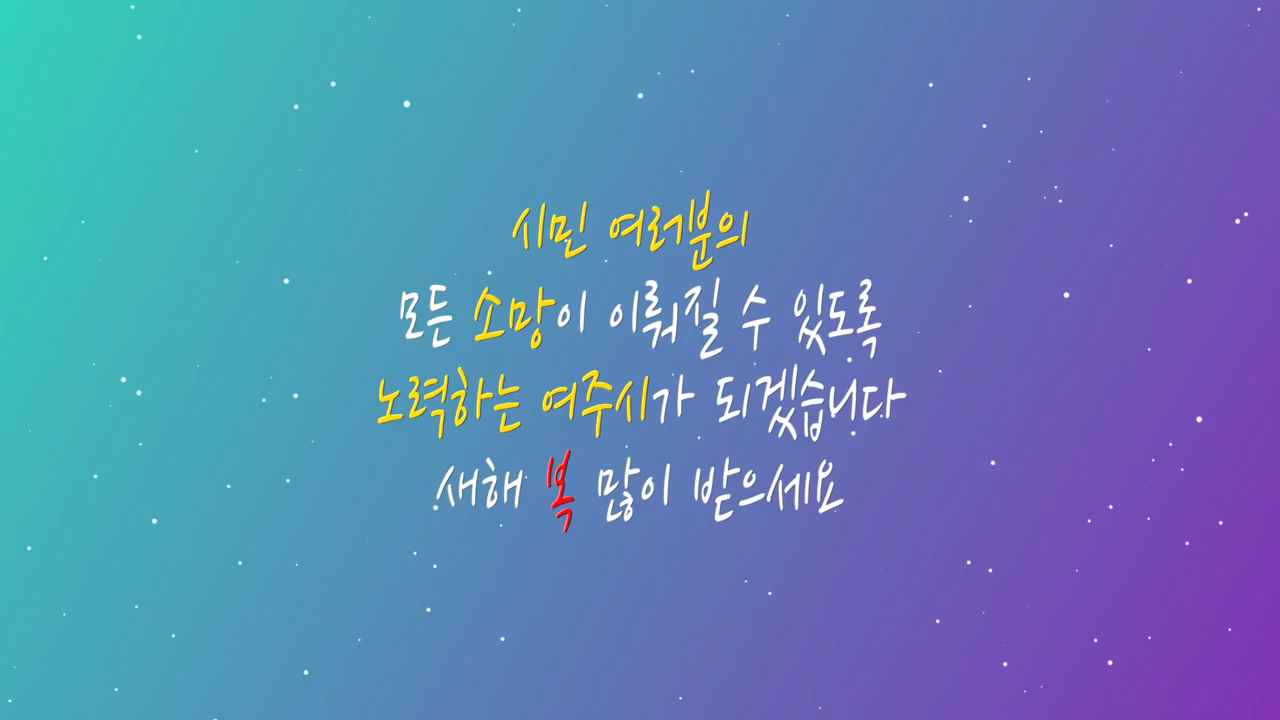 시민 여러분의
모든 소망이 이뤄질 수 있도록
노력하는 여주시가 되겠습니다
새해 복 많이 받으세요